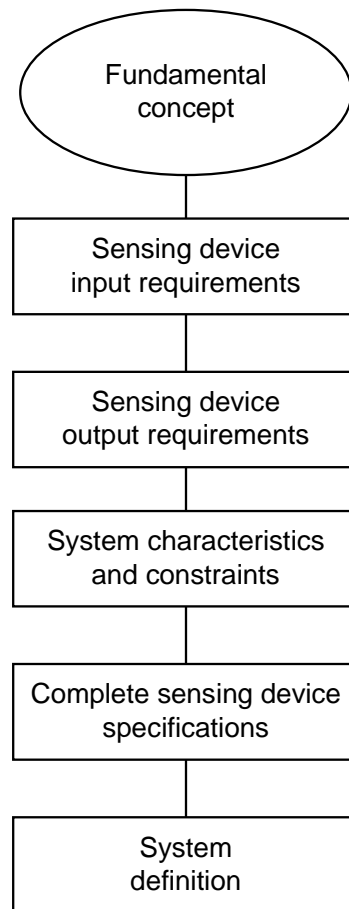 Fundamental
concept
Sensing device
input requirements
Sensing device
output requirements
System characteristics
and constraints
Complete sensing device
specifications
System
definition